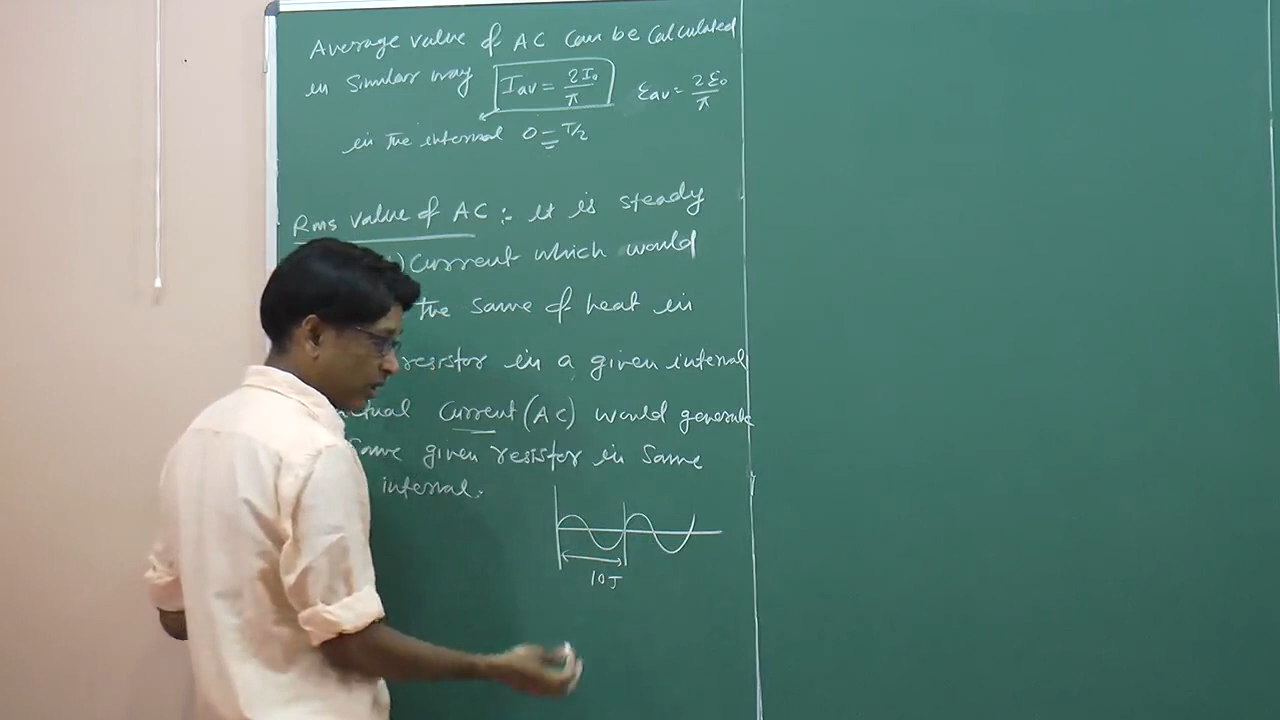 Average value of AC can be calculated
in similar way Iav = 2I₀/π εav = 2ε₀/π
in the interval 0 = T/2
Rms value of AC :- it is steady
) current which would
the same of heat in
resistor in a given interval
ctual current (AC) would generate
same given resistor in same
interval.
10J